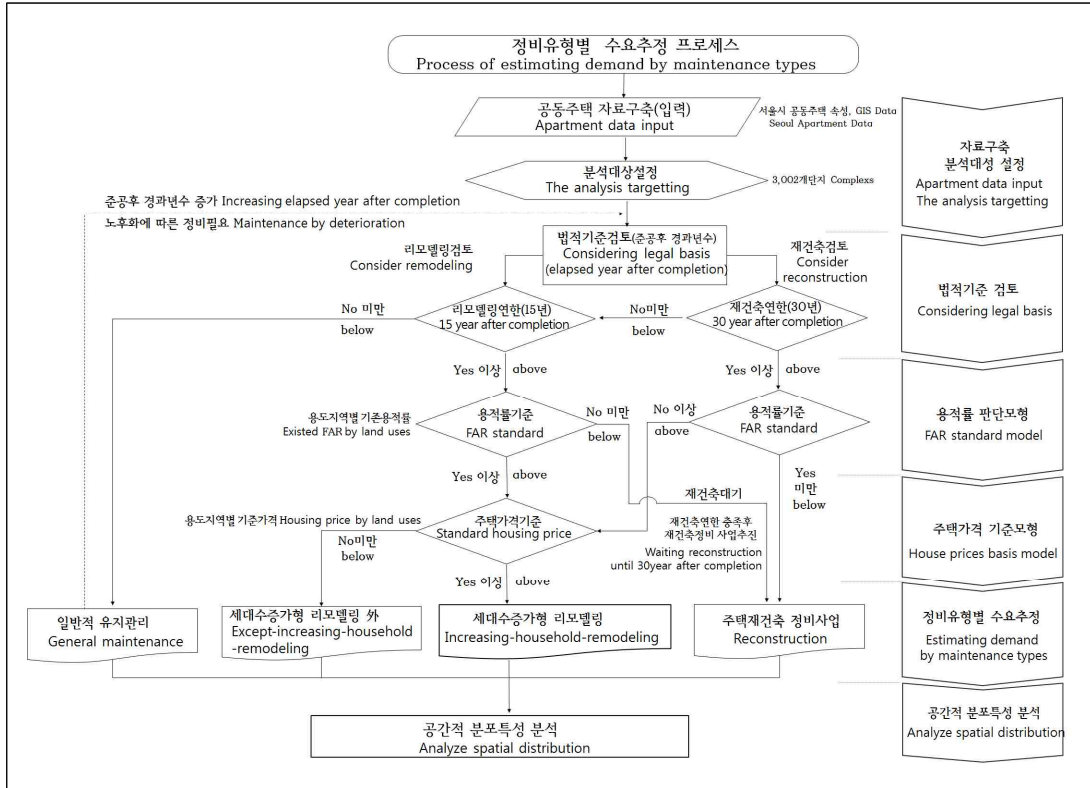 정비유형별 수요추정 프로세스
Process of estimating demand by maintenance types
공동주택 자료구축(입력)
Apartment data input
서울시 공동주택 속성, GIS Data
Seoul Apartment Data
분석대상설정
The analysis targetting
3,002개단지 Complexs
준공후 경과년수 증가 Increasing elapsed year after completion
노후화에 따른 정비필요 Maintenance by deterioration
법적기준검토(준공후 경과년수)
Considering legal basis
(elapsed year after completion)
리모델링검토
Consider remodeling
재건축검토
Consider
reconstruction
No 미만
below
리모델링연한(15년)
15 year after completion
No미만
below
재건축연한(30년)
30 year after completion
Yes 이상 above
Yes 이상 above
용도지역별 기존용적률
Existed FAR by land uses
용적률기준
FAR standard
No 미만
below
No 이상
above
용적률기준
FAR standard
Yes 이상 above
Yes
미만
below
재건축대기
용도지역별 기준가격 Housing price by land uses
주택가격기준
Standard housing price
재건축연한 충족후
재건축정비 사업추진
Waiting reconstruction
until 30year after completion
No미만
below
Yes 이싱 above
일반적 유지관리
General maintenance
세대수증가형 리모델링 外
Except-increasing-household
-remodeling
세대수증가형 리모델링
Increasing-household-remodeling
주택재건축 정비사업
Reconstruction
공간적 분포특성 분석
Analyze spatial distribution
자료구축
분석대성 설정
Apartment data input
The analysis targetting
법적기준 검토
Considering legal basis
용적률 판단모형
FAR standard model
주택가격 기준모형
House prices basis model
정비유형별 수요추정
Estimating demand
by maintenance types
공간적 분포특성 분석
Analyze spatial distribution